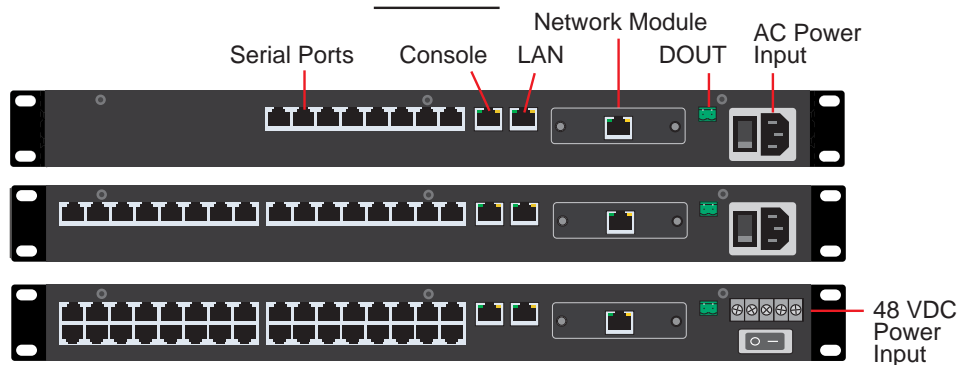 Network Module
Serial Ports
Console
LAN
DOUT
AC Power
Input
48 VDC
Power
Input